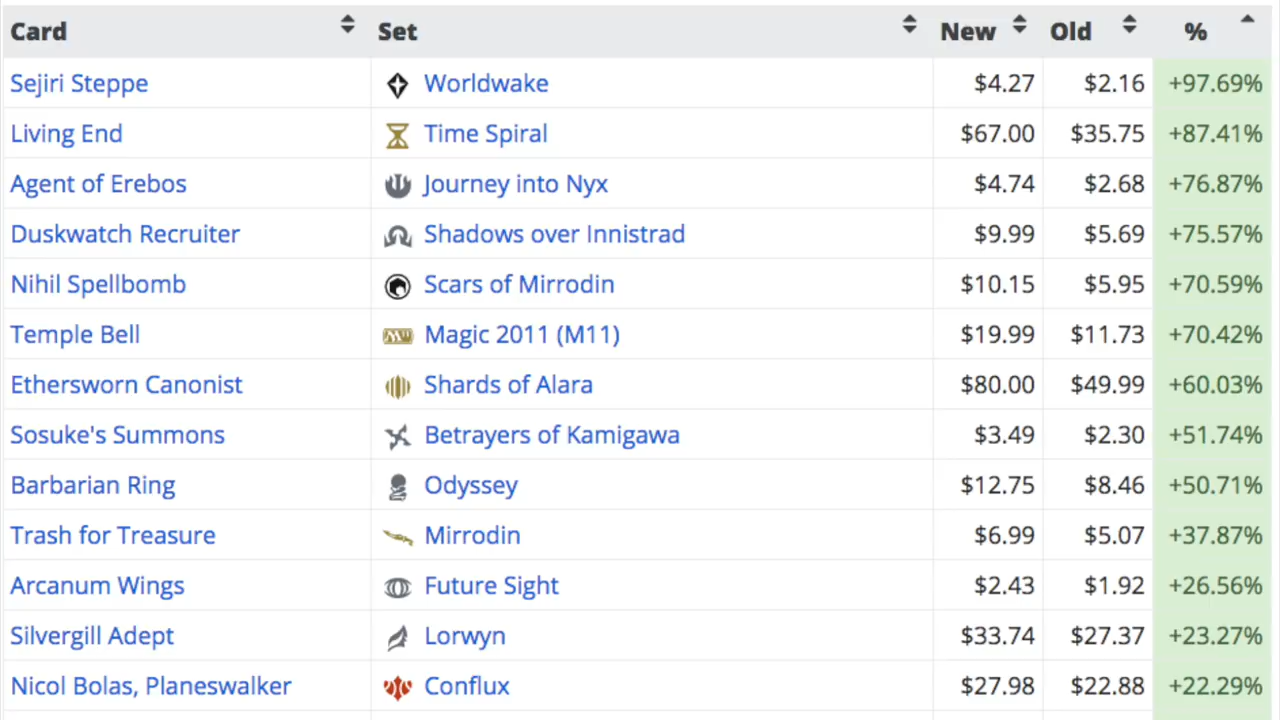 Card Set New Old %
Sejiri Steppe Worldwake $4.27 $2.16 +97.69%
Living End Time Spiral $67.00 $35.75 +87.41%
Agent of Erebos Journey into Nyx $4.74 $2.68 +76.87%
Duskwatch Recruiter Shadows over Innistrad $9.99 $5.69 +75.57%
Nihil Spellbomb Scars of Mirrodin $10.15 $5.95 +70.59%
Temple Bell Magic 2011 (M11) $19.99 $11.73 +70.42%
Ethersworn Canonist Shards of Alara $80.00 $49.99 +60.03%
Sosuke's Summons Betrayers of Kamigawa $3.49 $2.30 +51.74%
Barbarian Ring Odyssey $12.75 $8.46 +50.71%
Trash for Treasure Mirrodin $6.99 $5.07 +37.87%
Arcanum Wings Future Sight $2.43 $1.92 +26.56%
Silvergill Adept Lorwyn $33.74 $27.37 +23.27%
Nicol Bolas, Planeswalker Conflux $27.98 $22.88 +22.29%